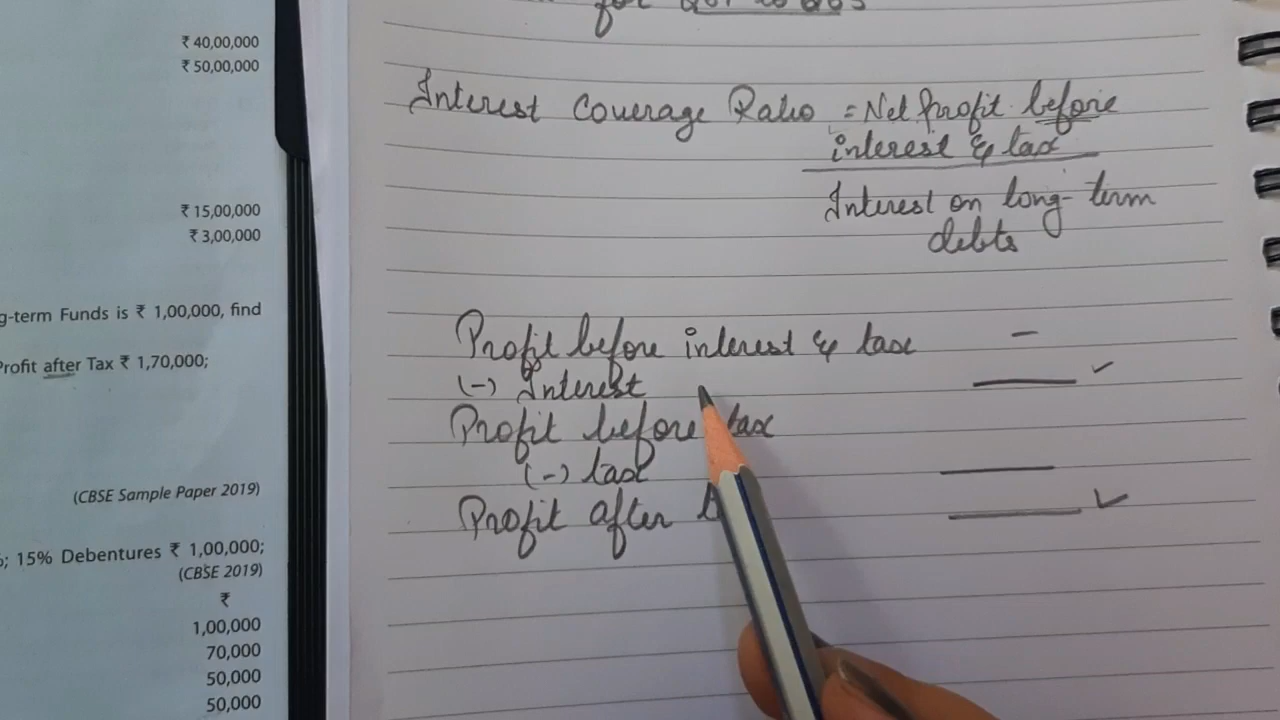 ₹ 40,00,000
₹ 50,00,000
₹ 15,00,000
₹ 3,00,000
g-term Funds is ₹ 1,00,000, find
Profit after Tax ₹ 1,70,000;
(CBSE Sample Paper 2019)
; 15% Debentures ₹ 1,00,000;
(CBSE 2019)
₹
1,00,000
70,000
50,000
50,000
for
Interest Coverage Ratio = Net Profit before
interest & tax
Interest on long-term
debts
Profit before interest & tax –
(-) Interest
Profit before tax
(-) tax
Profit after